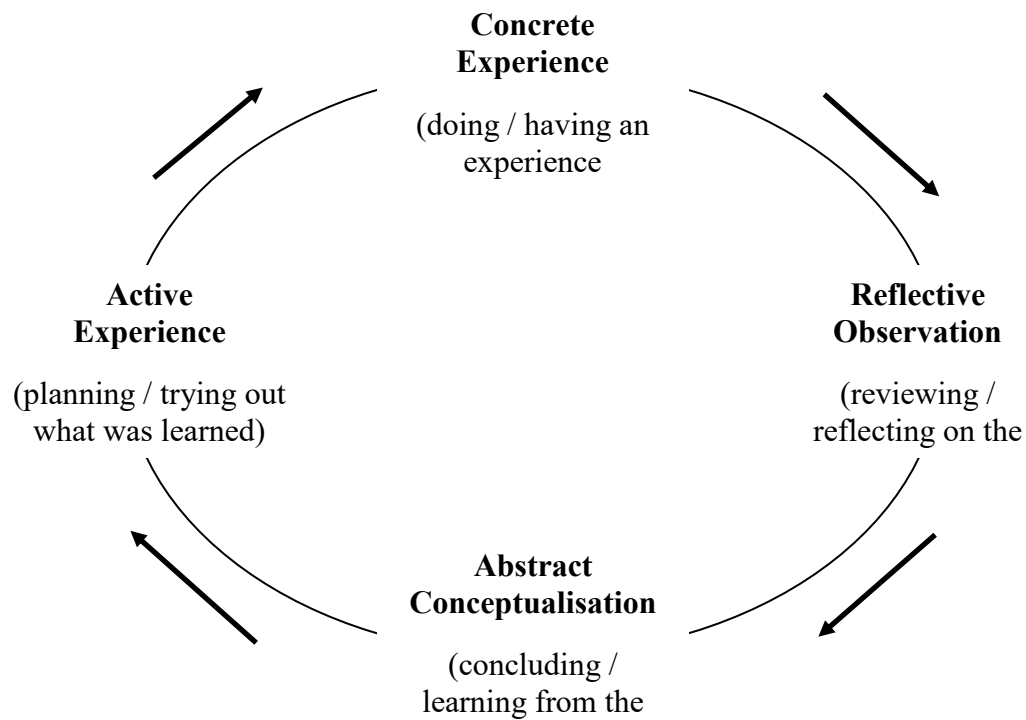 Concrete
Experience
(doing / having an
experience
Active
Experience
(planning / trying out
what was learned)
Reflective
Observation
(reviewing /
reflecting on the
Abstract
Conceptualisation
(concluding /
learning from the